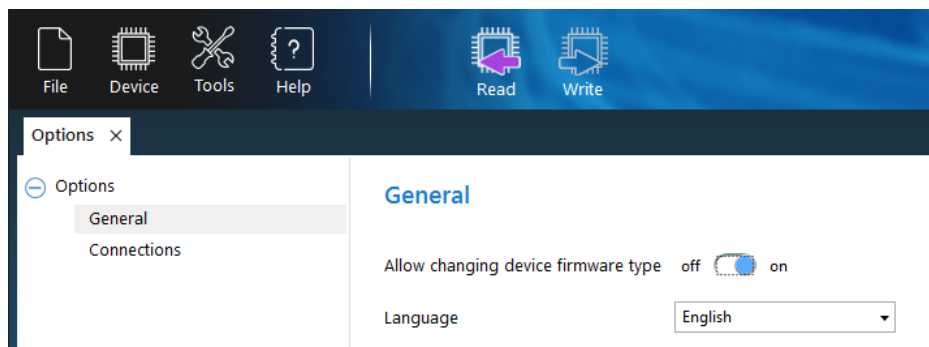 File Device Tools Help Read Write
Options
Options
General
Connections
General
Allow changing device firmware type off on
Language English